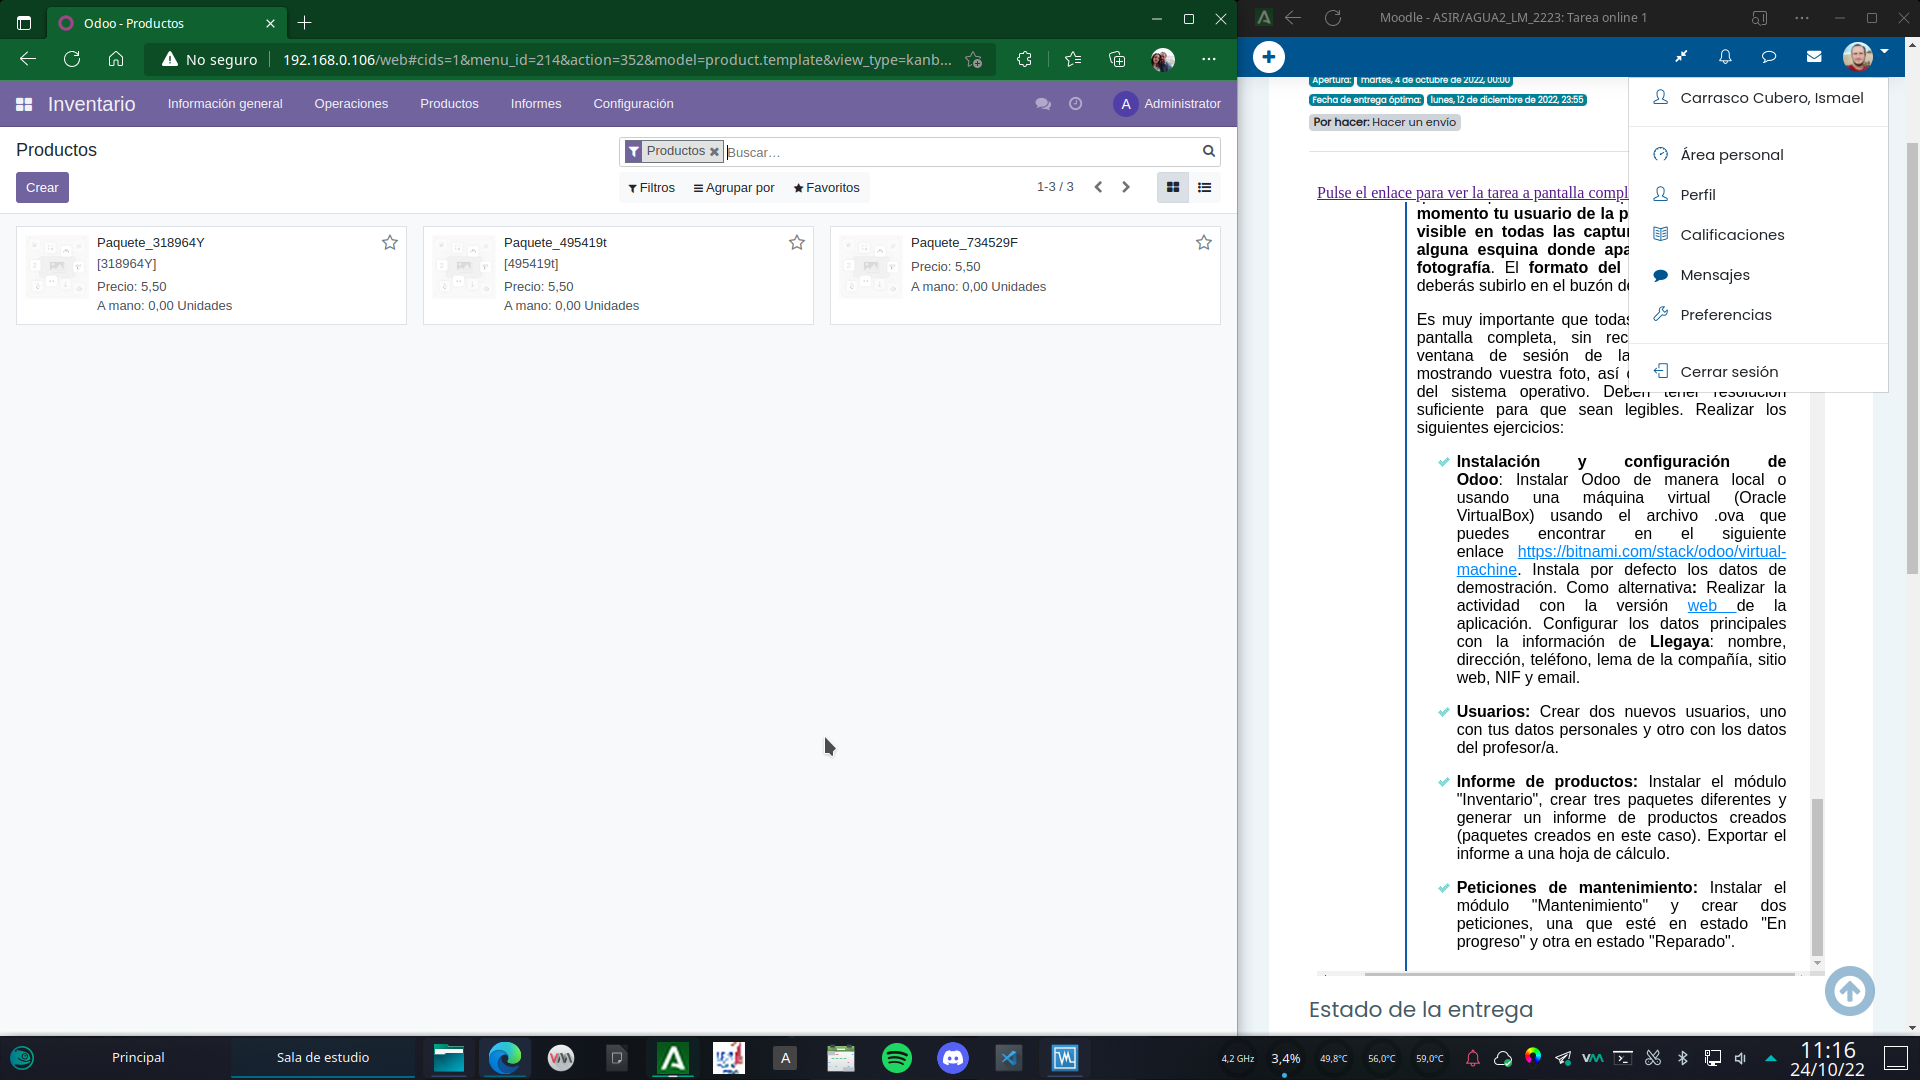 Odoo - Productos
No seguro
192.168.0.106/web#cids=1&menu_id=214&action=352&model=product.template&view_type=kanb...
Inventario
Información general
Operaciones
Productos
Informes
Configuración
A
Administrator
Productos
Productos
Buscar...
Crear
Filtros
Agrupar por
Favoritos
1-3 / 3
Paquete_318964Y
[318964Y]
Precio: 5,50
A mano: 0,00 Unidades
Paquete_495419t
[495419t]
Precio: 5,50
A mano: 0,00 Unidades
Paquete_734529F
Precio: 5,50
A mano: 0,00 Unidades
Moodle - ASIR/AGUA2_LM_2223: Tarea online 1
Apertura: martes, 4 de octubre de 2022, 00:00
Fecha de entrega óptima: lunes, 12 de diciembre de 2022, 23:55
Por hacer: Hacer un envío
Carrasco Cubero, Ismael
Área personal
Perfil
Calificaciones
Mensajes
Preferencias
Cerrar sesión
Pulse el enlace para ver la tarea a pantalla compl
momento tu usuario de la p
visible en todas las captur
alguna esquina donde apa
fotografía. El formato del
deberás subirlo en el buzón de
Es muy importante que todas
pantalla completa, sin rec
ventana de sesión de la
mostrando vuestra foto, así
del sistema operativo. Deben tener resolución
suficiente para que sean legibles. Realizar los
siguientes ejercicios:
Instalación y configuración de
Odoo: Instalar Odoo de manera local o
usando una máquina virtual (Oracle
VirtualBox) usando el archivo .ova que
puedes encontrar en el siguiente
enlace https://bitnami.com/stack/odoo/virtual-
machine. Instala por defecto los datos de
demostración. Como alternativa: Realizar la
actividad con la versión web de la
aplicación. Configurar los datos principales
con la información de Llegaya: nombre,
dirección, teléfono, lema de la compañía, sitio
web, NIF y email.
Usuarios: Crear dos nuevos usuarios, uno
con tus datos personales y otro con los datos
del profesor/a.
Informe de productos: Instalar el módulo
"Inventario", crear tres paquetes diferentes y
generar un informe de productos creados
(paquetes creados en este caso). Exportar el
informe a una hoja de cálculo.
Peticiones de mantenimiento: Instalar el
módulo "Mantenimiento" y crear dos
peticiones, una que esté en estado "En
progreso" y otra en estado "Reparado".
Estado de la entrega
Principal
Sala de estudio
4,2 GHz
3,4%
49,8°C
56,0°C
59,0°C
11:16
24/10/22